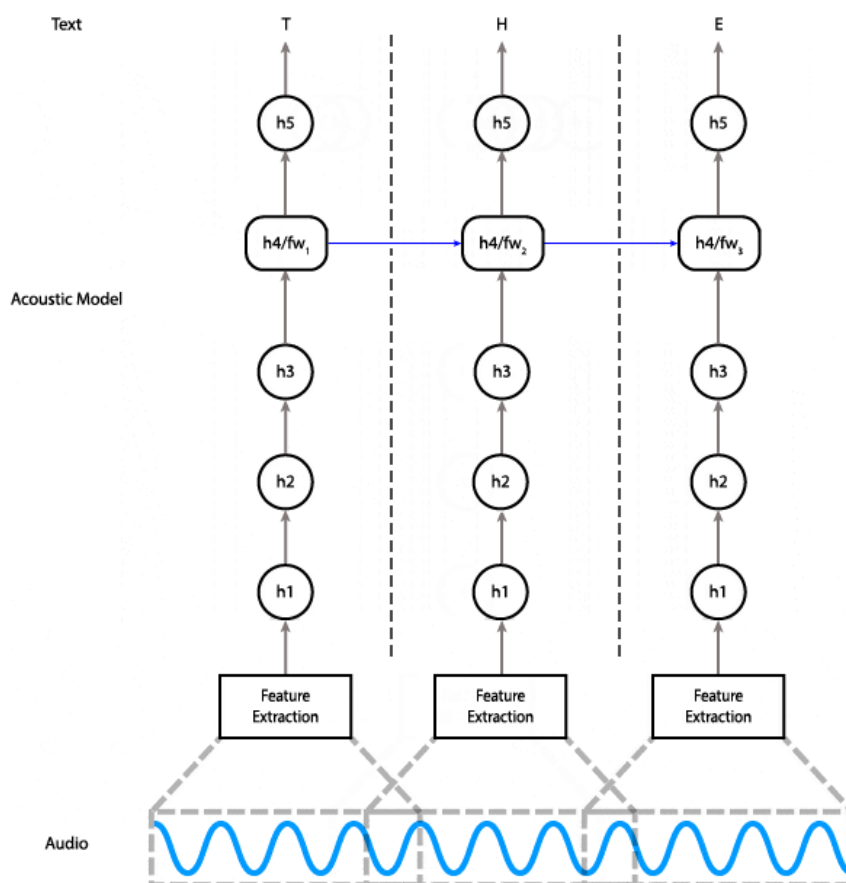 Text T H E
h5 h5 h5
h4/fw₁ h4/fw₂ h4/fw₃
Acoustic Model
h3 h3 h3
h2 h2 h2
h1 h1 h1
Feature Feature Feature
Extraction Extraction Extraction
Audio